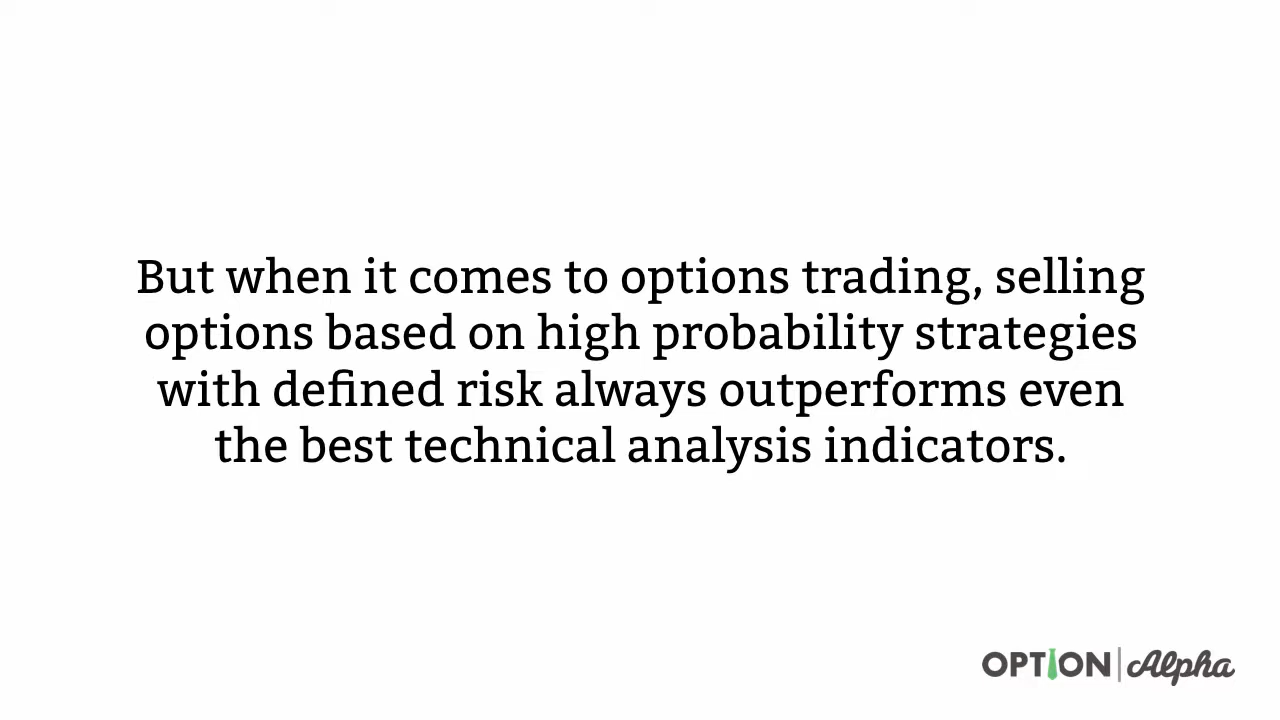 But when it comes to options trading, selling
options based on high probability strategies
with defined risk always outperforms even
the best technical analysis indicators.
OPTION | Alpha